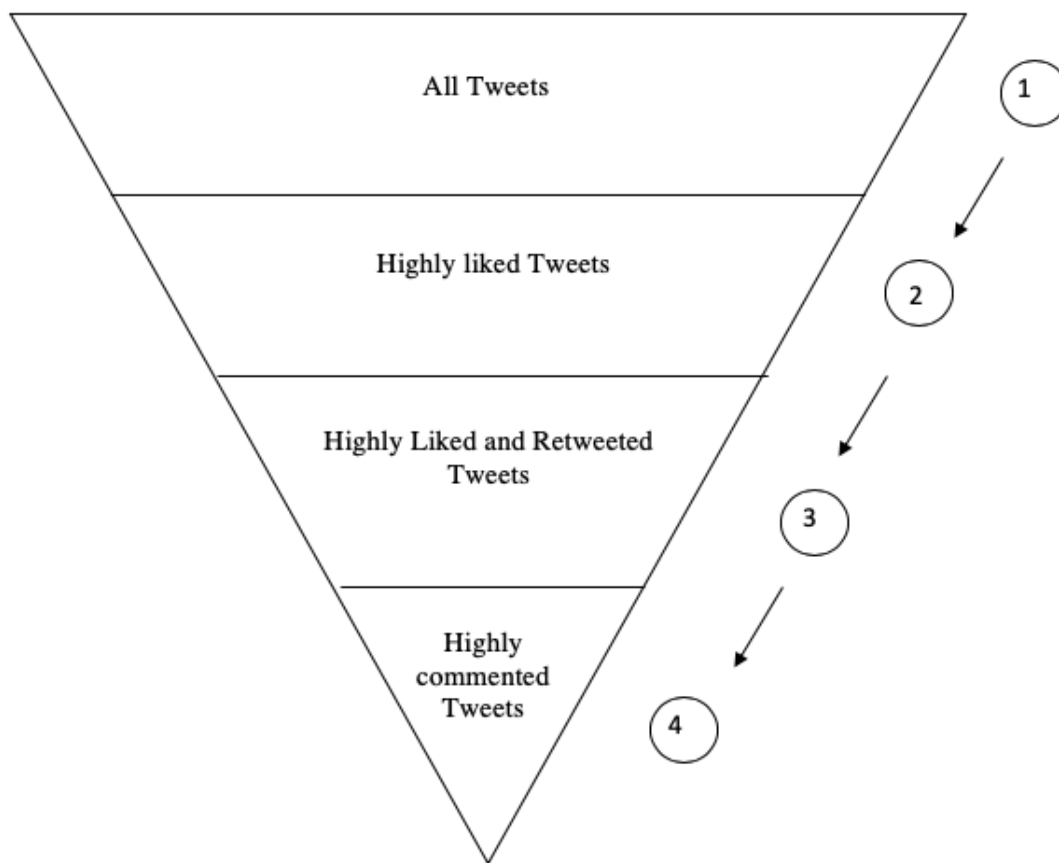 All Tweets
1
Highly liked Tweets
2
Highly Liked and Retweeted
Tweets
3
Highly
commented
Tweets
4